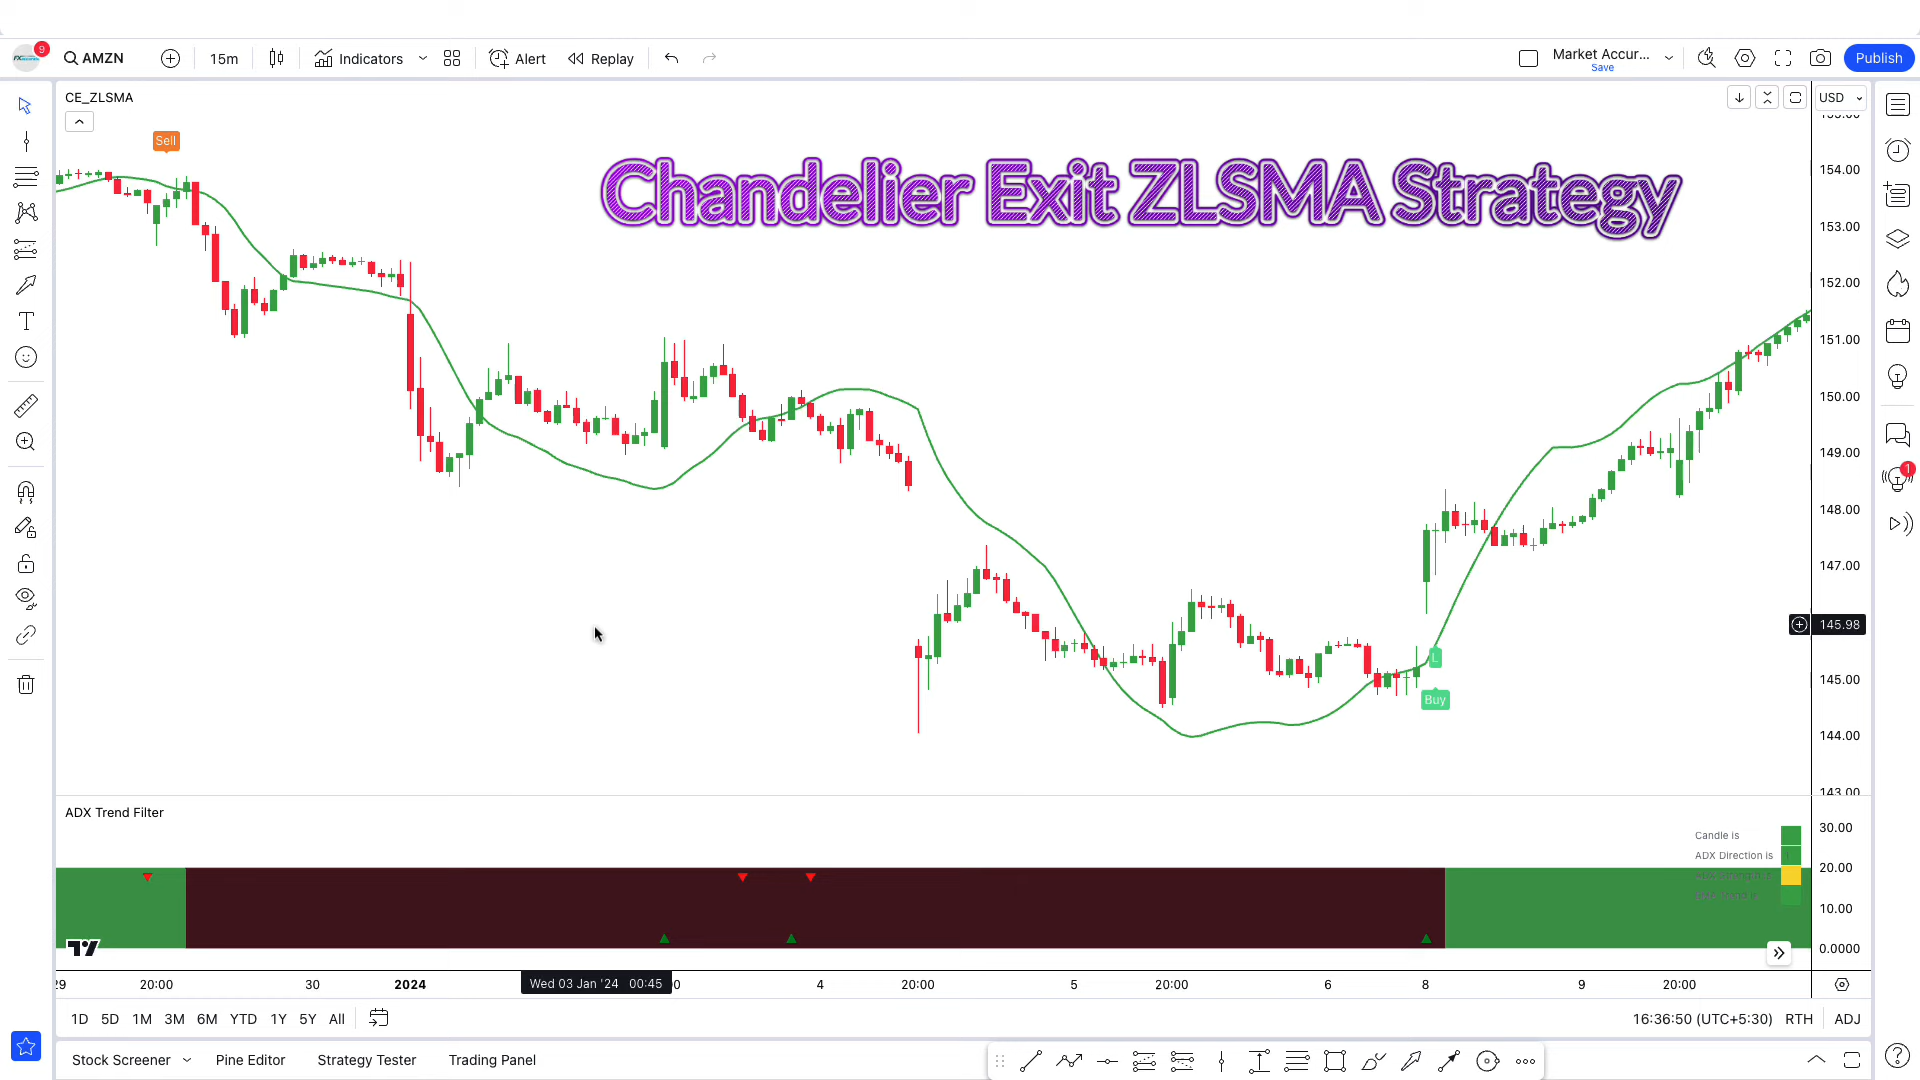 9
AMZN
15m
Indicators
Alert
Replay
Market Accur...
Save
Publish
CE_ZLSMA
USD
Sell
Chandelier Exit ZLSMA Strategy
154.00
153.00
152.00
151.00
150.00
149.00
1
148.00
147.00
145.98
L
145.00
Buy
144.00
143.00
ADX Trend Filter
30.00
Candle is
ADX Direction is
20.00
10.00
0.0000
29
20:00
30
2024
Wed 03 Jan '24 00:45
4
20:00
5
20:00
6
8
9
20:00
1D
5D
1M
3M
6M
YTD
1Y
5Y
All
16:36:50 (UTC+5:30)
RTH
ADJ
Stock Screener
Pine Editor
Strategy Tester
Trading Panel